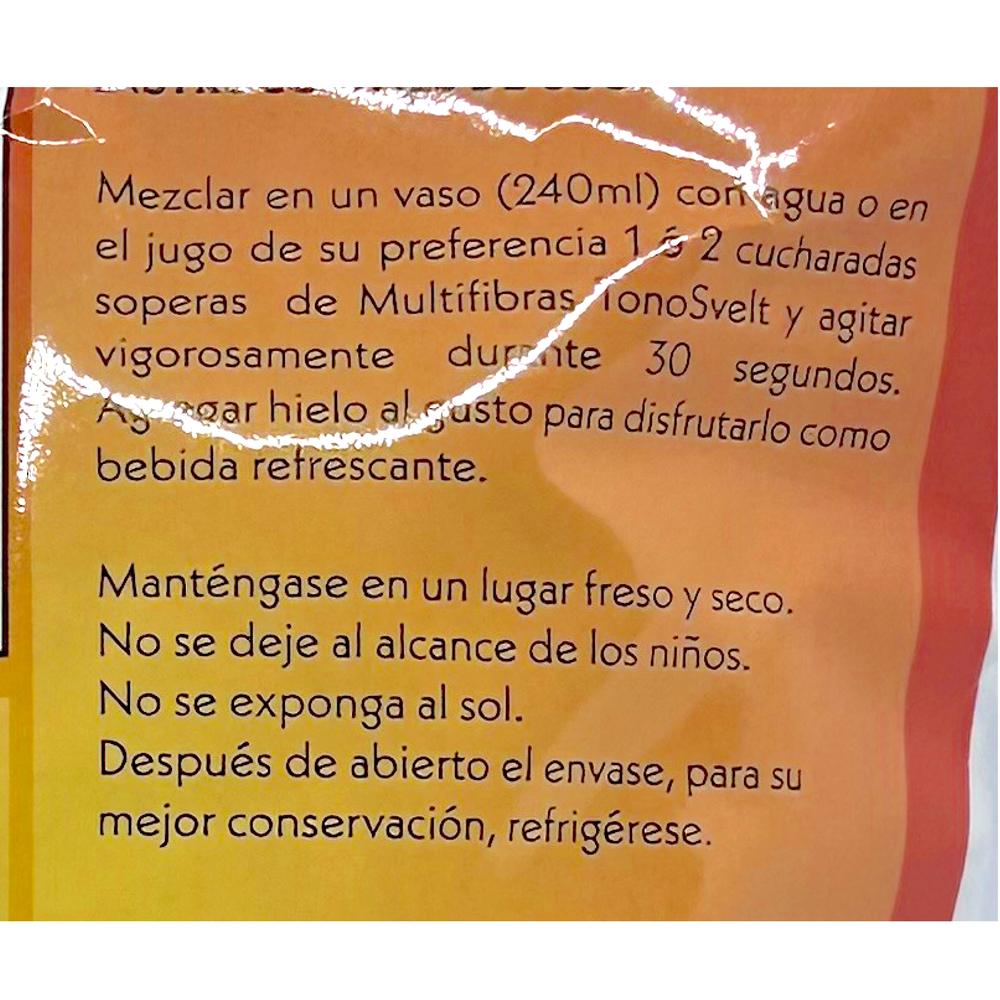 Mezclar en un vaso (240ml) con agua o en
el jugo de su preferencia 1 ó 2 cucharadas
soperas de Multifibras TonoSvelt y agitar
vigorosamente durante 30 segundos.
Agregar hielo al gusto para disfrutarlo como
bebida refrescante.
Manténgase en un lugar freso y seco.
No se deje al alcance de los niños.
No se exponga al sol.
Después de abierto el envase, para su
mejor conservación, refrigérese.